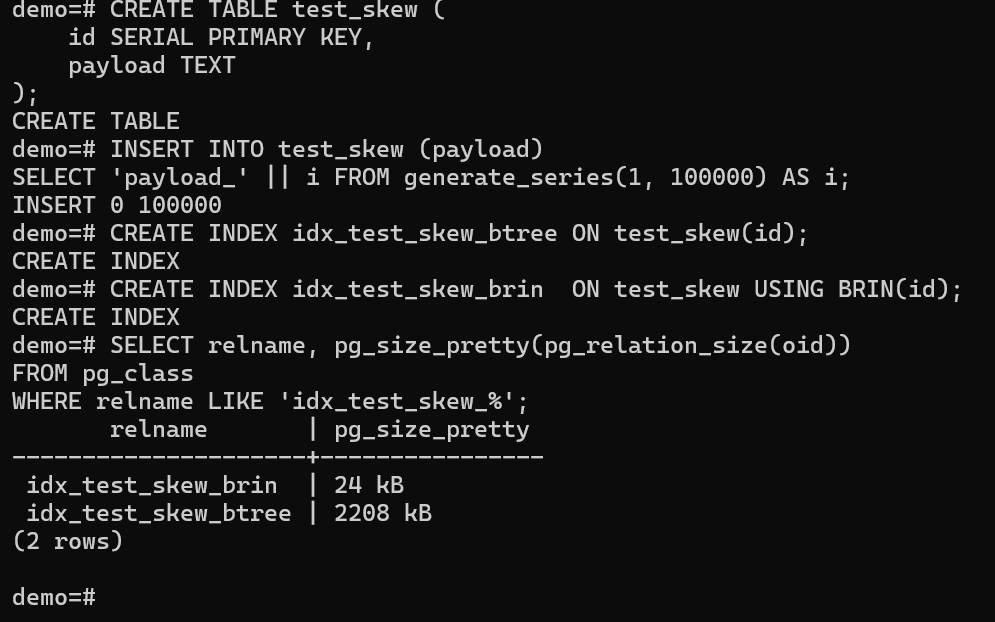 demo=# CREATE TABLE test_skew (
    id SERIAL PRIMARY KEY,
    payload TEXT
);
CREATE TABLE
demo=# INSERT INTO test_skew (payload)
SELECT 'payload_' || i FROM generate_series(1, 100000) AS i;
INSERT 0 100000
demo=# CREATE INDEX idx_test_skew_btree ON test_skew(id);
CREATE INDEX
demo=# CREATE INDEX idx_test_skew_brin  ON test_skew USING BRIN(id);
CREATE INDEX
demo=# SELECT relname, pg_size_pretty(pg_relation_size(oid))
FROM pg_class
WHERE relname LIKE 'idx_test_skew_%';
       relname       | pg_size_pretty
---------------------+----------------
 idx_test_skew_brin  | 24 kB
 idx_test_skew_btree | 2208 kB
(2 rows)

demo=#